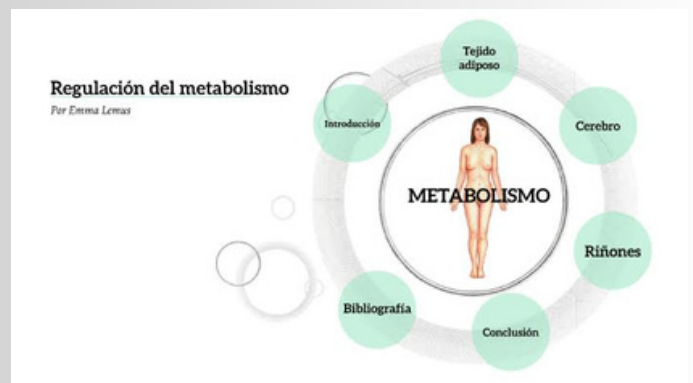 Regulación del metabolismo
Por Emma Lemus
Introducción
Tejido
adiposo
Cerebro
METABOLISMO
Riñones
Conclusión
Bibliografía